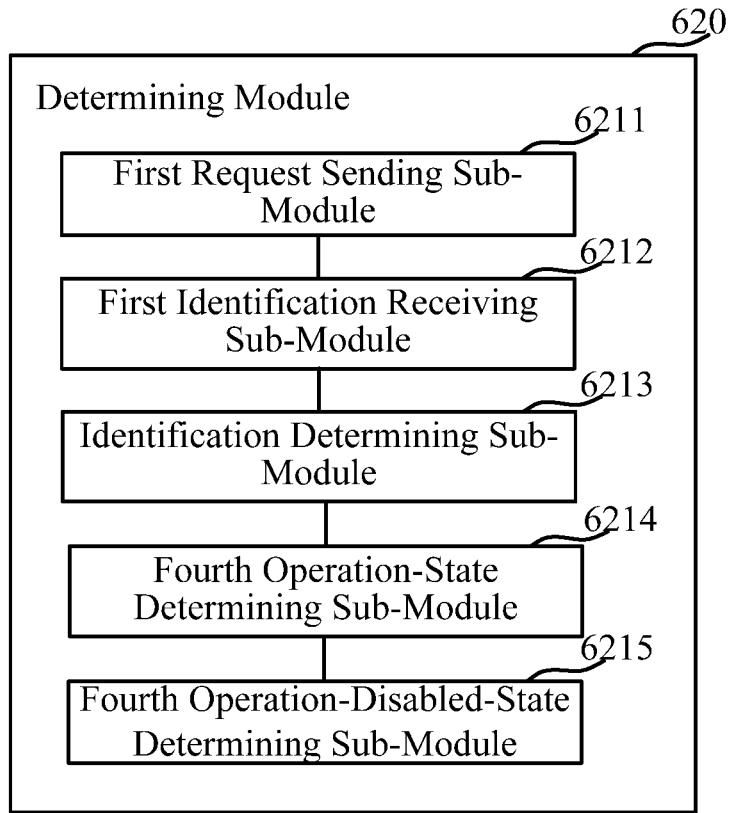 620
Determining Module
6211
First Request Sending Sub-
Module
6212
First Identification Receiving
Sub-Module
6213
Identification Determining Sub-
Module
6214
Fourth Operation-State
Determining Sub-Module
6215
Fourth Operation-Disabled-State
Determining Sub-Module